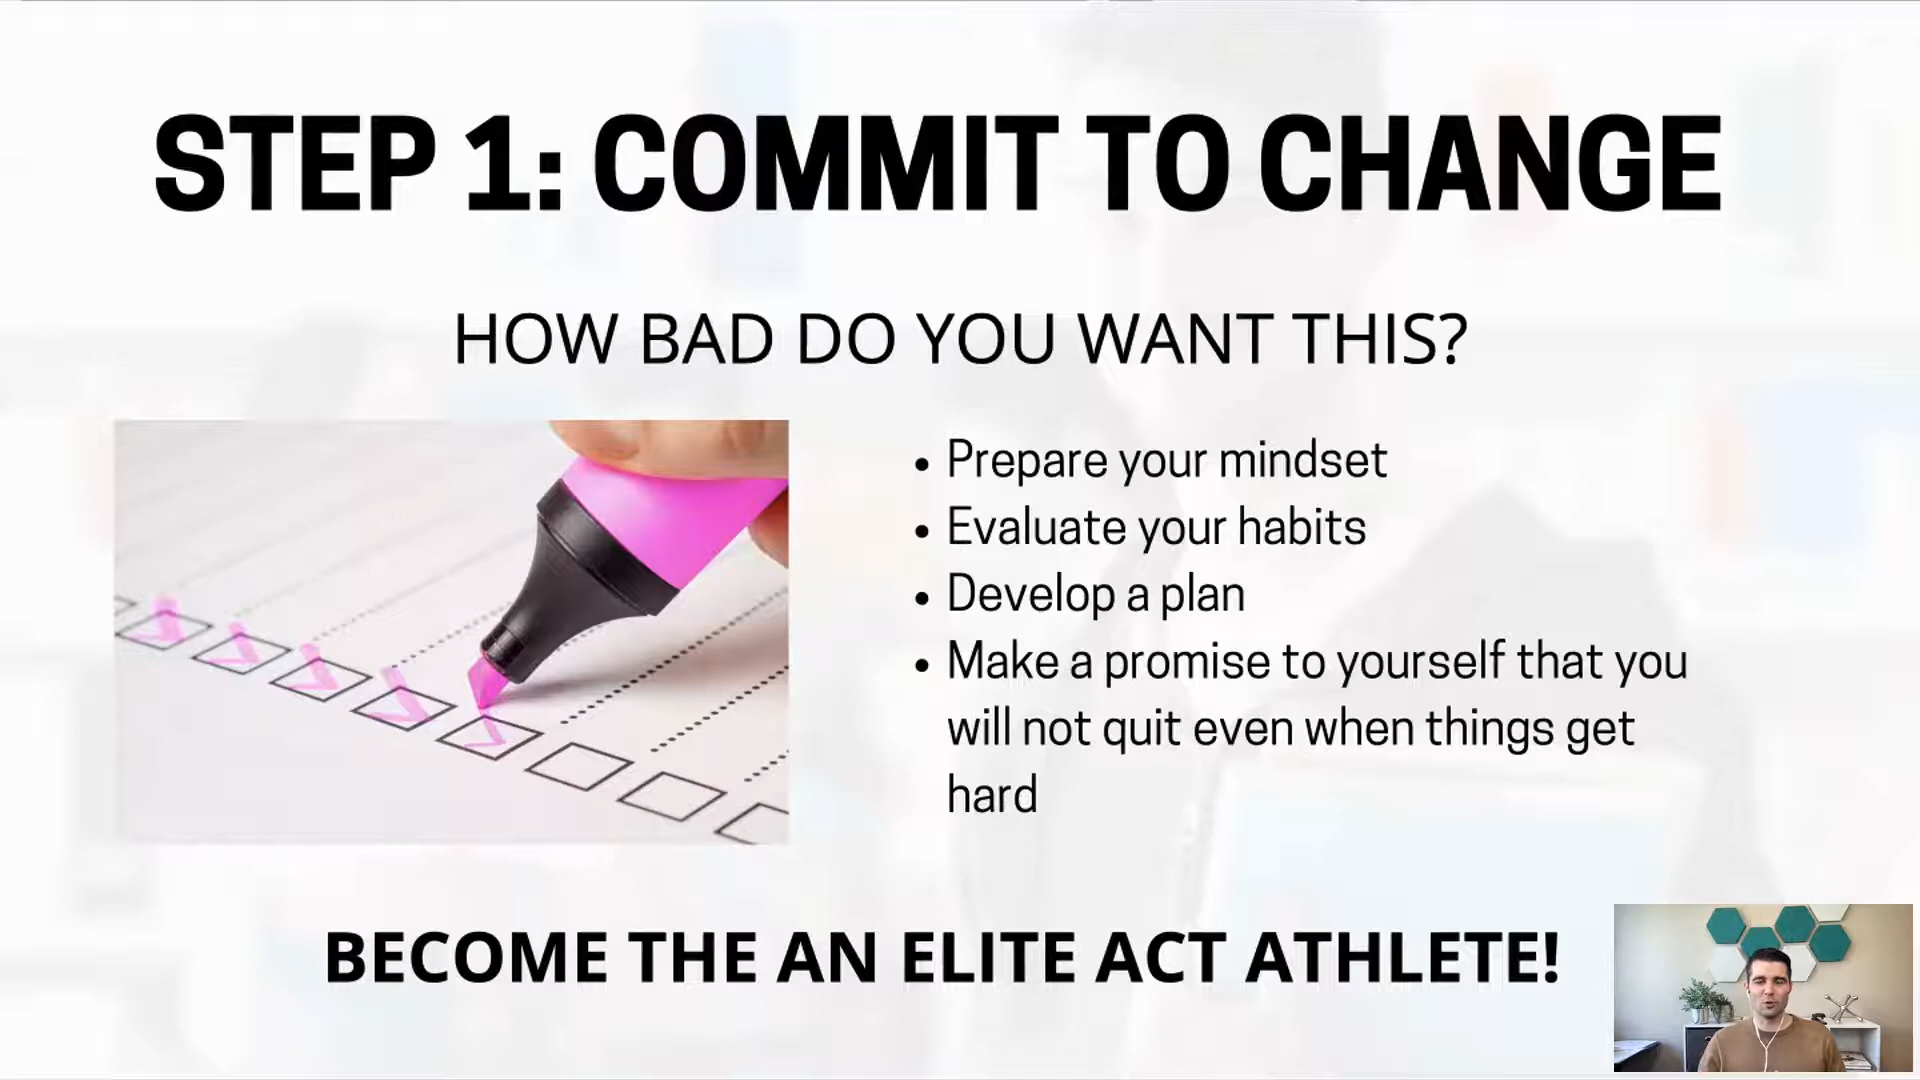 STEP 1: COMMIT TO CHANGE
HOW BAD DO YOU WANT THIS?
• Prepare your mindset
• Evaluate your habits
• Develop a plan
• Make a promise to yourself that you
will not quit even when things get
hard
BECOME THE AN ELITE ACT ATHLETE!